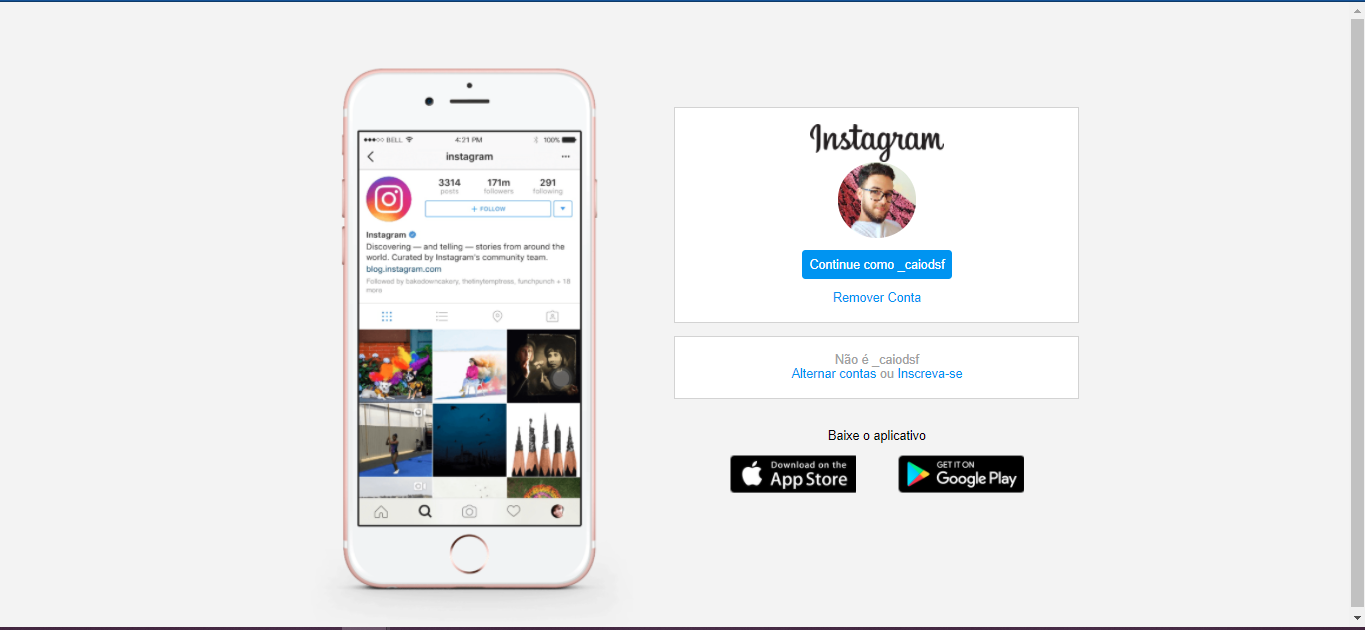 BELL
4:21 PM
100%
instagram
3314
171m
291
posts
followers
following
+ FOLLOW
Instagram
Discovering — and telling — stories from around the
world. Curated by Instagram's community team.
blog.instagram.com
Followed by bakedowncakery, thetinytemptress, funchpunch + 18
more
Instagram
Continue como _caiodsf
Remover Conta
Não é _caiodsf
Alternar contas ou Inscreva-se
Baixe o aplicativo
Download on the
App Store
GET IT ON
Google Play